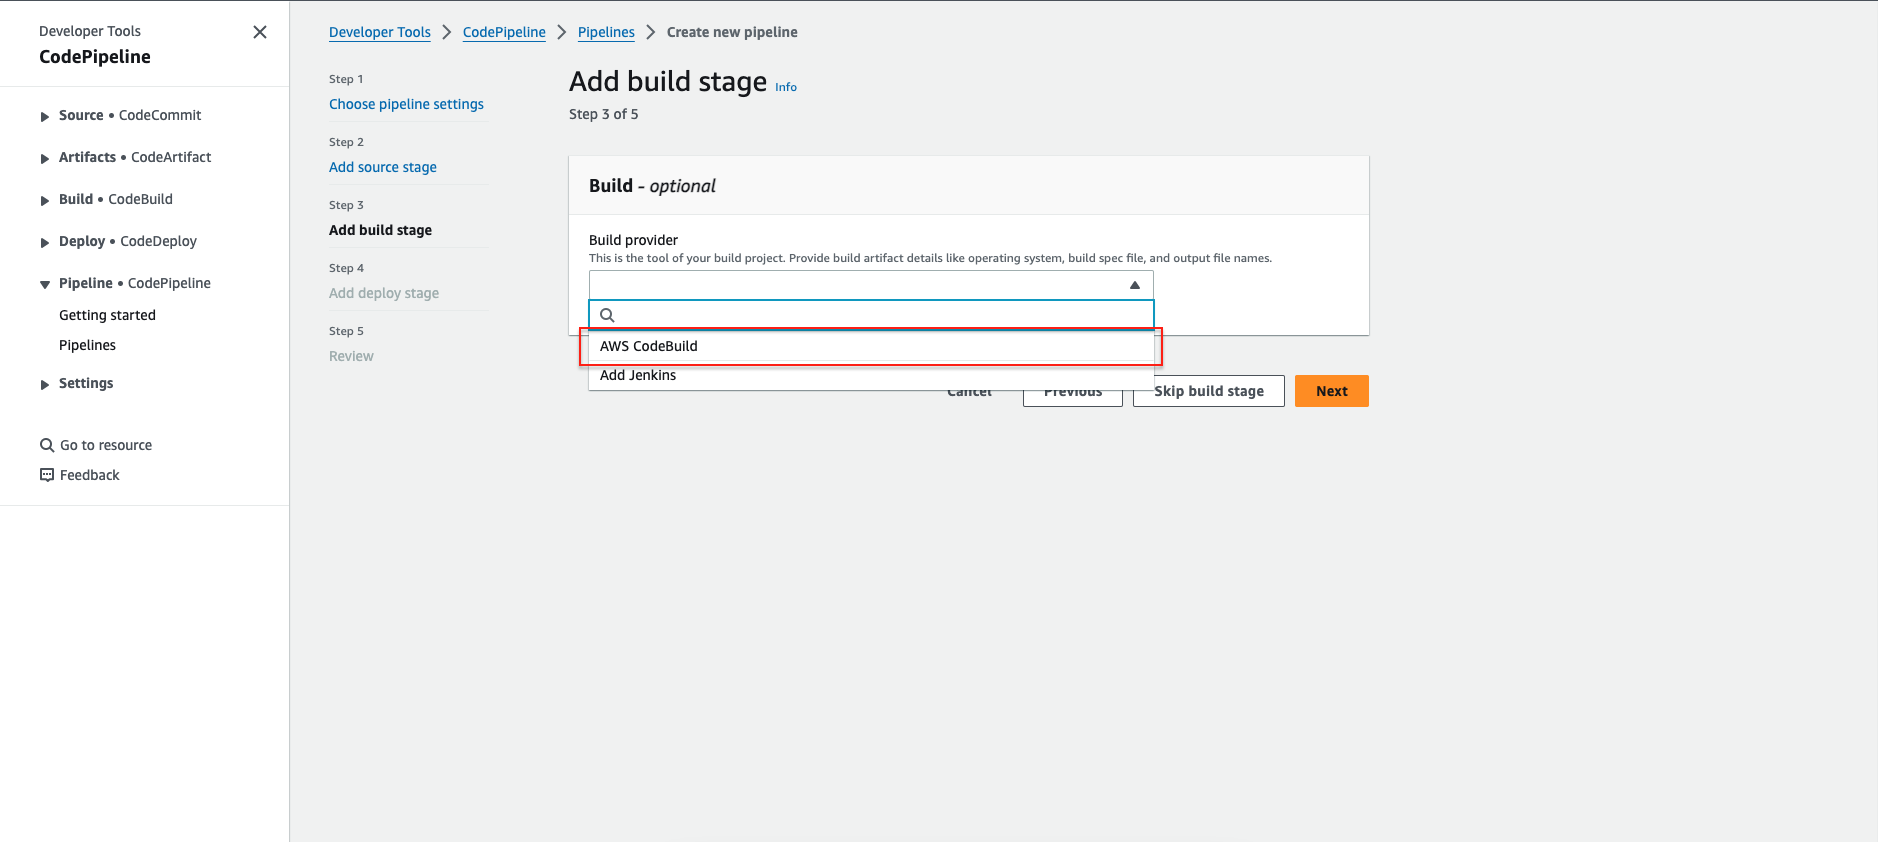 Developer Tools
CodePipeline
Source • CodeCommit
Artifacts • CodeArtifact
Build • CodeBuild
Deploy • CodeDeploy
Pipeline • CodePipeline
Getting started
Pipelines
Settings
Go to resource
Feedback
Developer Tools > CodePipeline > Pipelines > Create new pipeline
Step 1
Choose pipeline settings
Step 2
Add source stage
Step 3
Add build stage
Step 4
Add deploy stage
Step 5
Review
Add build stage Info
Step 3 of 5
Build - optional
Build provider
This is the tool of your build project. Provide build artifact details like operating system, build spec file, and output file names.
AWS CodeBuild
Add Jenkins
Cancel Previous Skip build stage Next